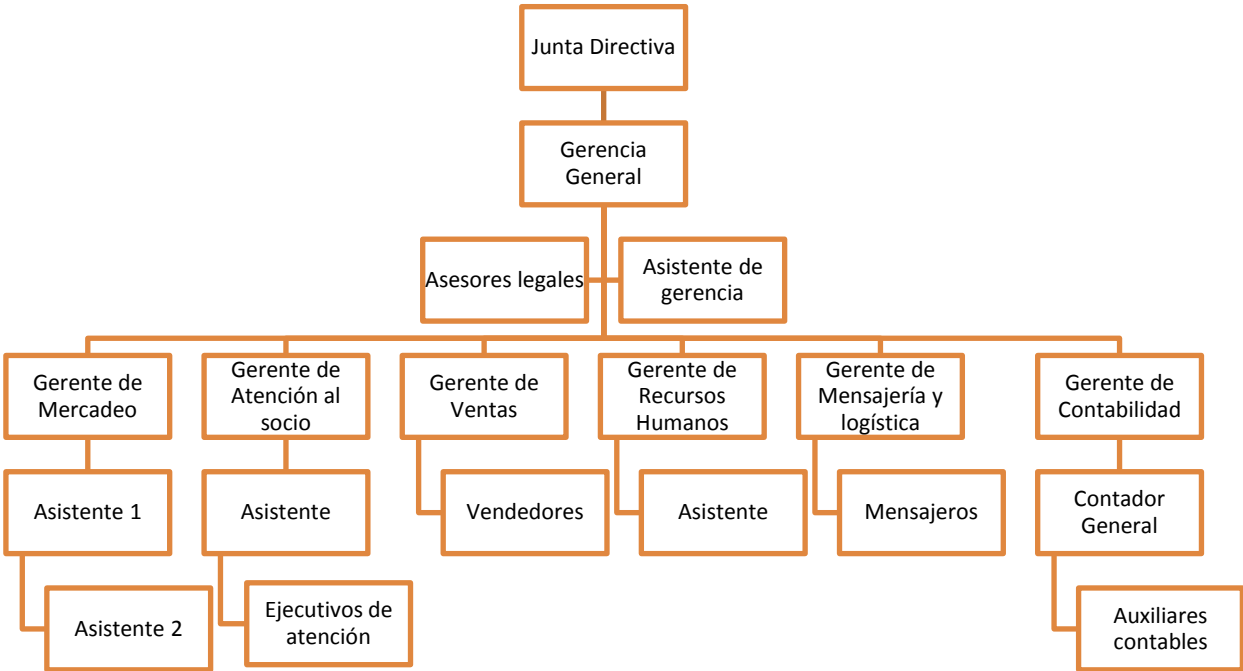 Junta Directiva
Gerencia
General
Asesores legales
Asistente de
gerencia
Gerente de
Mercadeo
Gerente de
Atención al
socio
Gerente de
Ventas
Gerente de
Recursos
Humanos
Gerente de
Mensajería y
logística
Gerente de
Contabilidad
Asistente 1
Asistente
Vendedores
Asistente
Mensajeros
Contador
General
Asistente 2
Ejecutivos de
atención
Auxiliares
contables